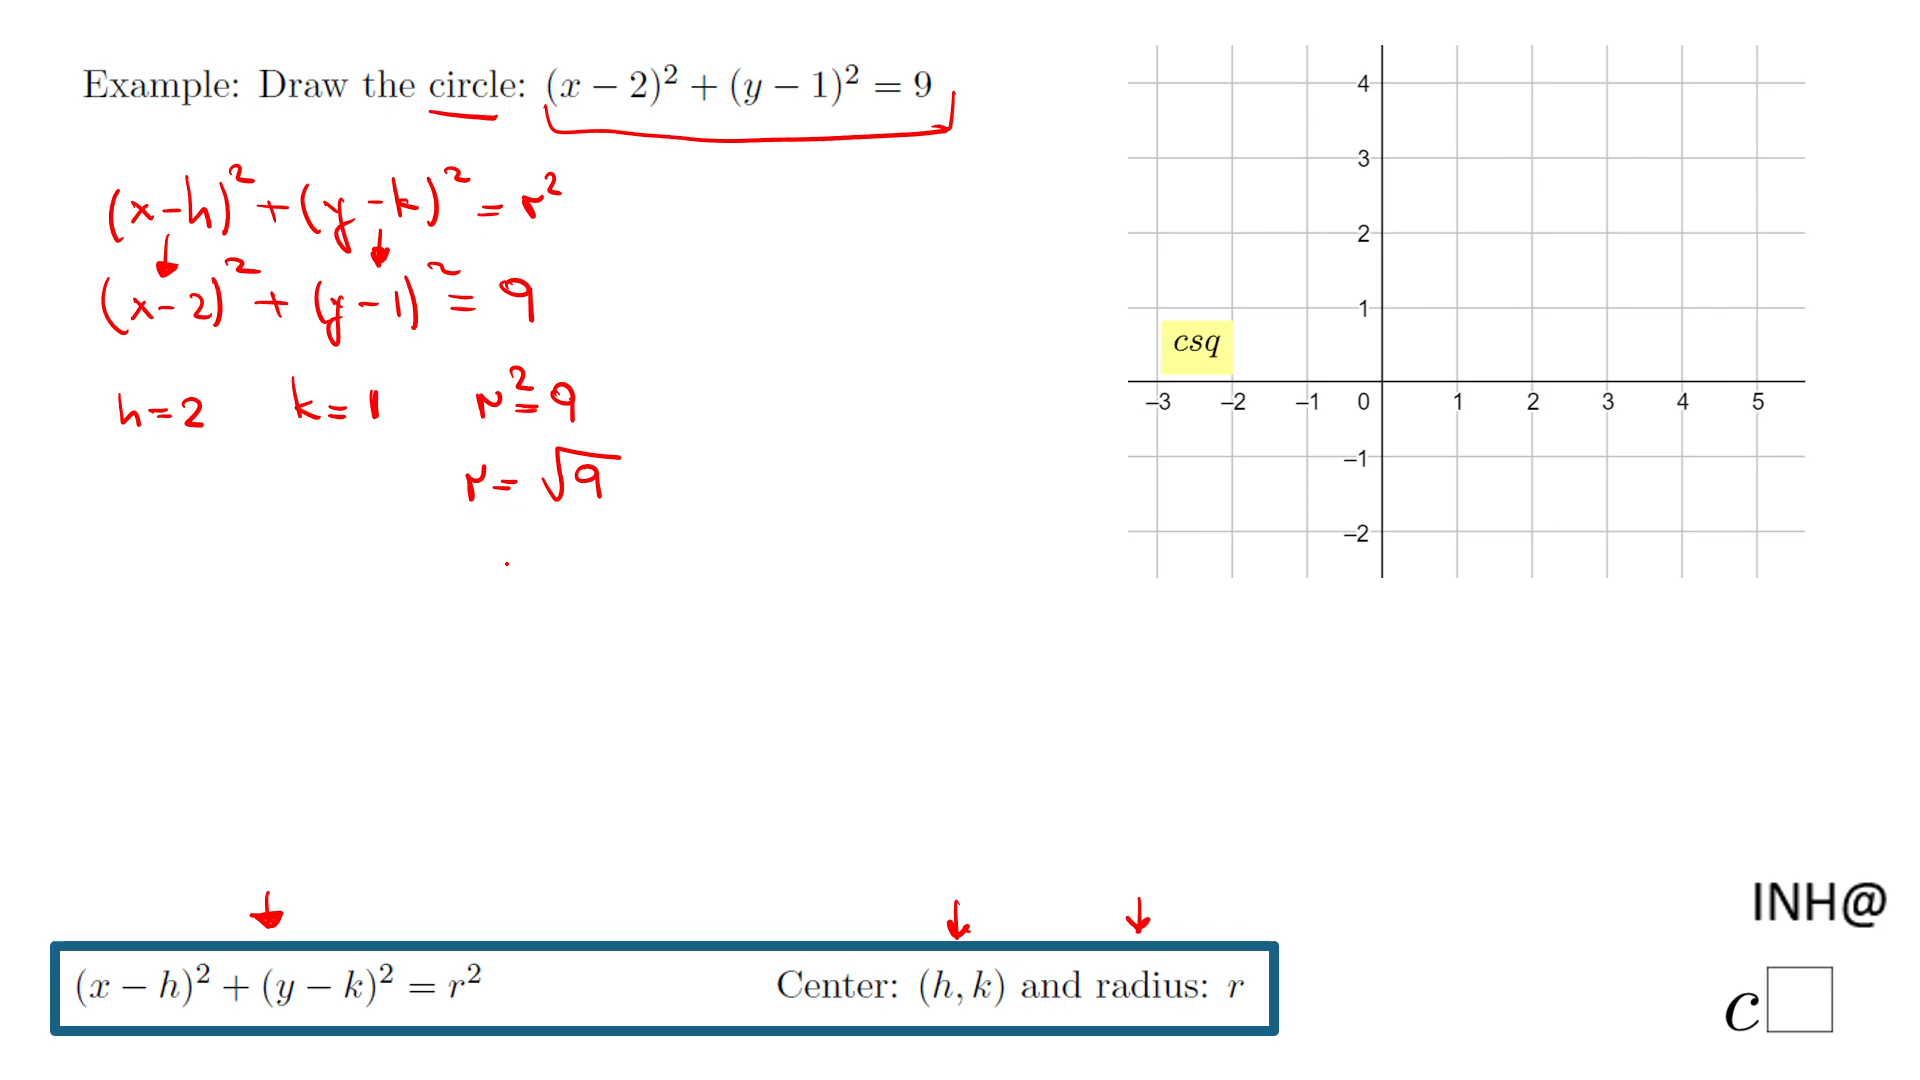 Example: Draw the circle: (x − 2)² + (y − 1)² = 9
(x−h)² + (y−k)² = r²
(x−2)² + (y−1)² = 9
h=2 k=1 r²=9
r= √9
4
3
2
1
csq
–3 –2 –1 0 1 2 3 4 5
–1
–2
INH@
(x − h)² + (y − k)² = r² Center: (h, k) and radius: r
c□